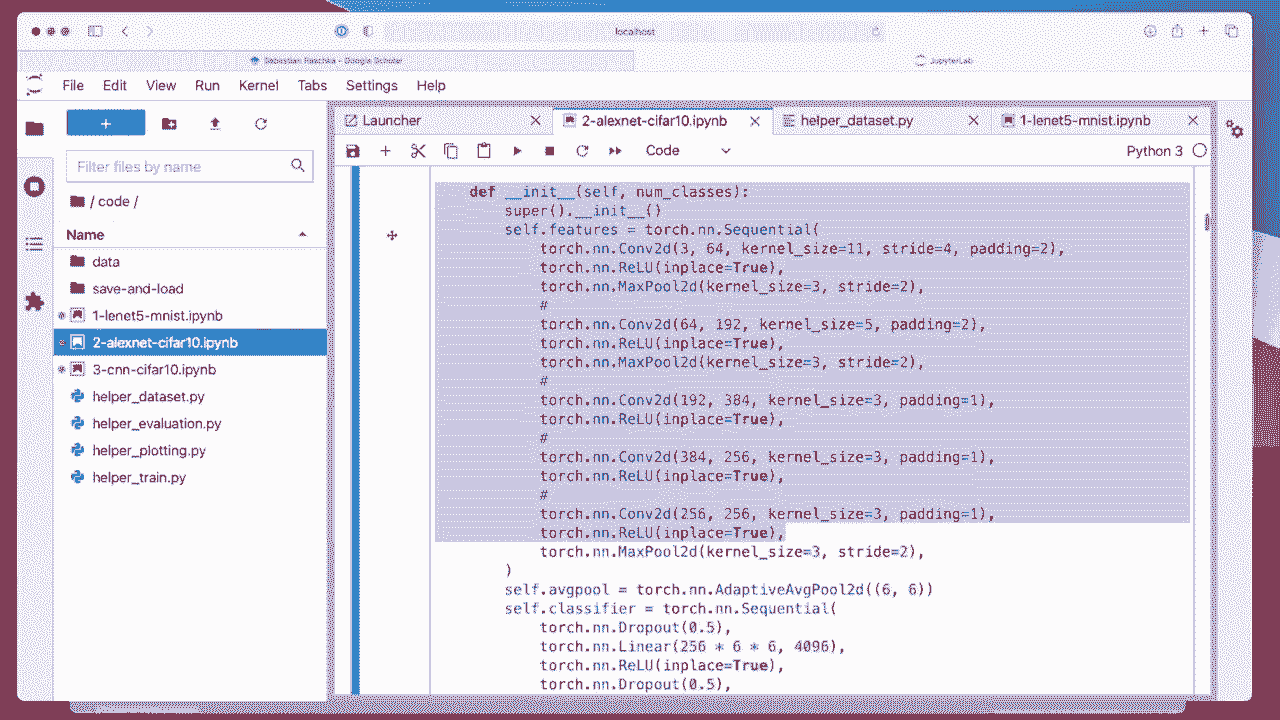 localhost
Sebastian Raschka - Google Scholar
JupyterLab
File Edit View Run Kernel Tabs Settings Help
Launcher
2-alexnet-cifar10.ipynb
helper_dataset.py
1-lenet5-mnist.ipynb
Filter files by name
/ code /
Name
data
save-and-load
1-lenet5-mnist.ipynb
2-alexnet-cifar10.ipynb
3-cnn-cifar10.ipynb
helper_dataset.py
helper_evaluation.py
helper_plotting.py
helper_train.py
Code
Python 3
def __init__(self, num_classes):
super().__init__()
self.features = torch.nn.Sequential(
torch.nn.Conv2d(3, 64, kernel_size=11, stride=4, padding=2),
torch.nn.ReLU(inplace=True),
torch.nn.MaxPool2d(kernel_size=3, stride=2),
#
torch.nn.Conv2d(64, 192, kernel_size=5, padding=2),
torch.nn.ReLU(inplace=True),
torch.nn.MaxPool2d(kernel_size=3, stride=2),
#
torch.nn.Conv2d(192, 384, kernel_size=3, padding=1),
torch.nn.ReLU(inplace=True),
#
torch.nn.Conv2d(384, 256, kernel_size=3, padding=1),
torch.nn.ReLU(inplace=True),
#
torch.nn.Conv2d(256, 256, kernel_size=3, padding=1),
torch.nn.ReLU(inplace=True),
torch.nn.MaxPool2d(kernel_size=3, stride=2),
)
self.avgpool = torch.nn.AdaptiveAvgPool2d((6, 6))
self.classifier = torch.nn.Sequential(
torch.nn.Dropout(0.5),
torch.nn.Linear(256 * 6 * 6, 4096),
torch.nn.ReLU(inplace=True),
torch.nn.Dropout(0.5),